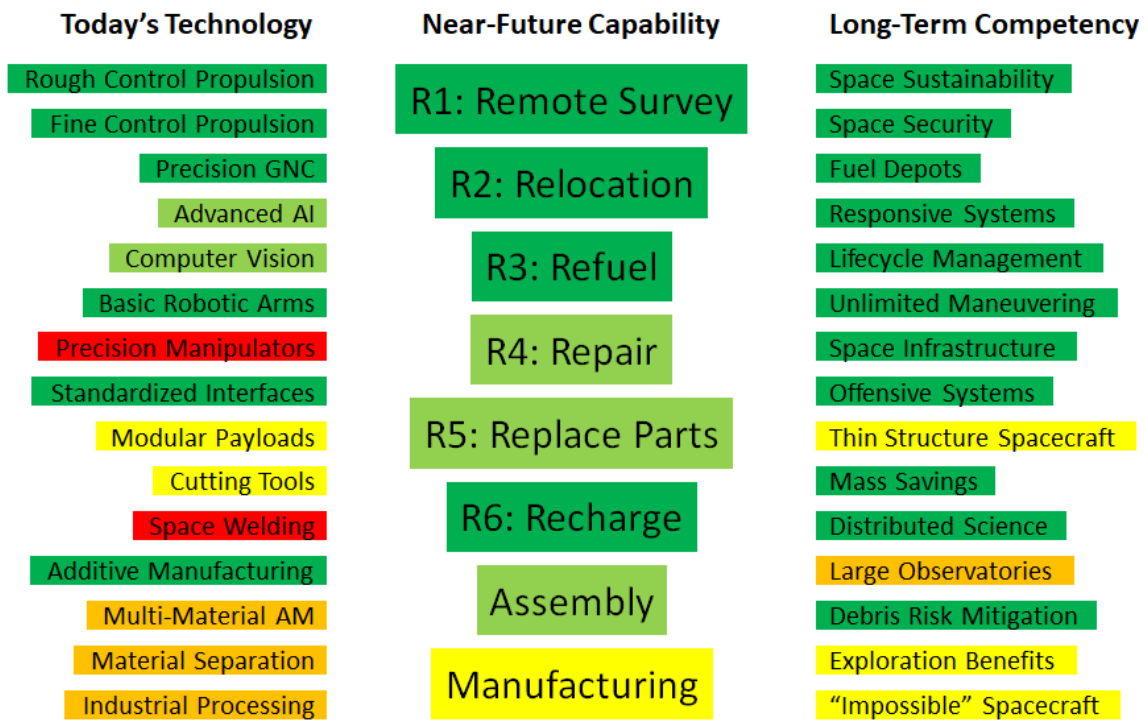 Today's Technology
Rough Control Propulsion
Fine Control Propulsion
Precision GNC
Advanced AI
Computer Vision
Basic Robotic Arms
Precision Manipulators
Standardized Interfaces
Modular Payloads
Cutting Tools
Space Welding
Additive Manufacturing
Multi-Material AM
Material Separation
Industrial Processing
Near-Future Capability
R1: Remote Survey
R2: Relocation
R3: Refuel
R4: Repair
R5: Replace Parts
R6: Recharge
Assembly
Manufacturing
Long-Term Competency
Space Sustainability
Space Security
Fuel Depots
Responsive Systems
Lifecycle Management
Unlimited Maneuvering
Space Infrastructure
Offensive Systems
Thin Structure Spacecraft
Mass Savings
Distributed Science
Large Observatories
Debris Risk Mitigation
Exploration Benefits
“Impossible” Spacecraft